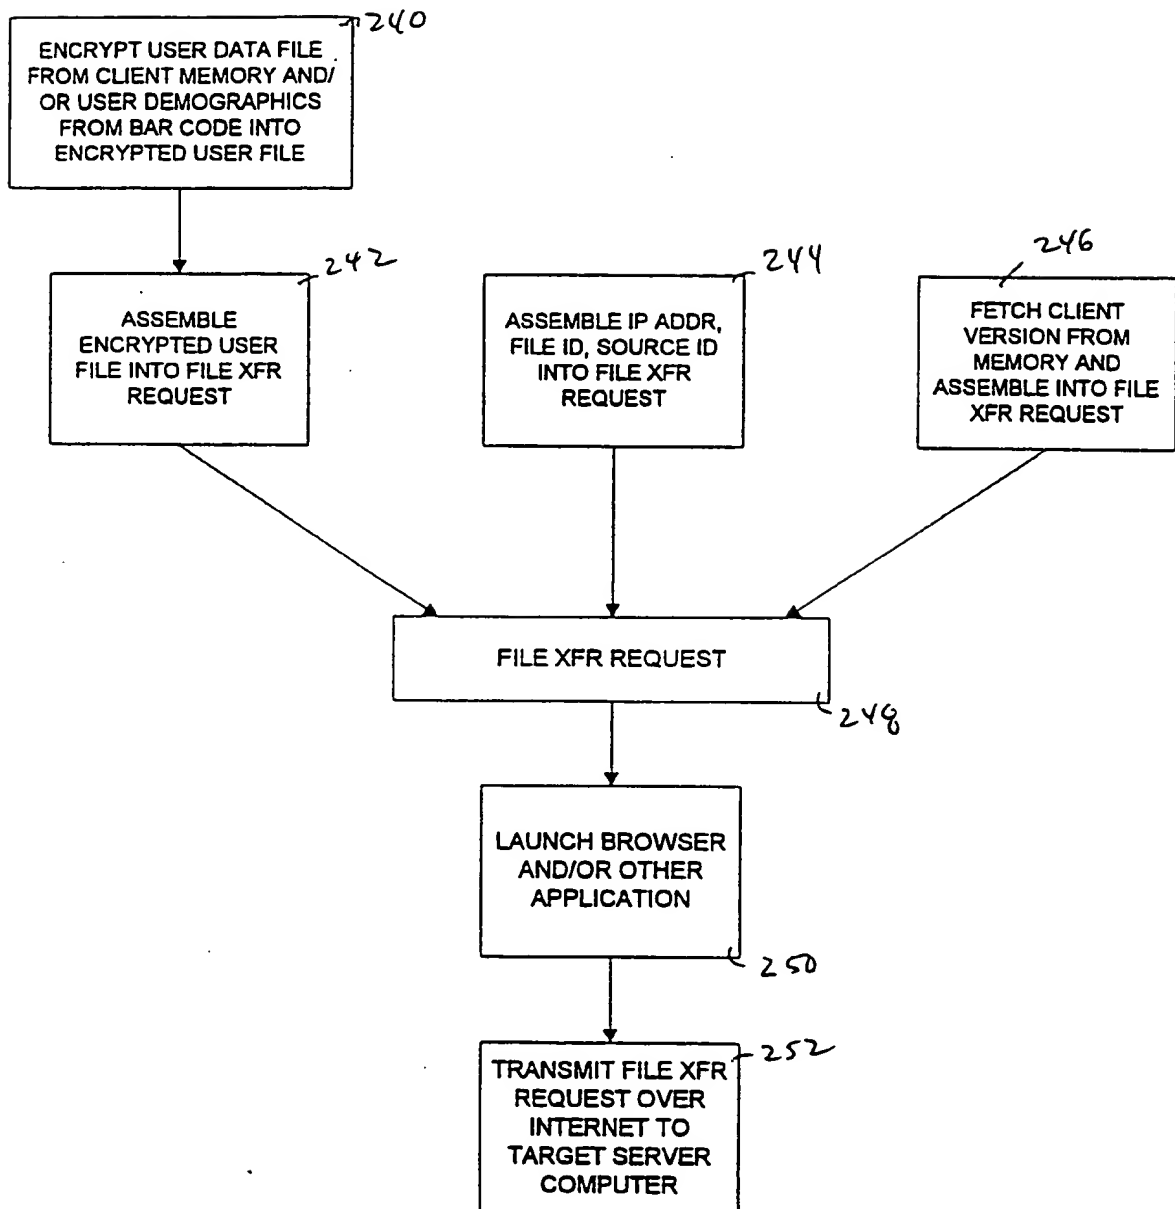 240
ENCRYPT USER DATA FILE
FROM CLIENT MEMORY AND/
OR USER DEMOGRAPHICS
FROM BAR CODE INTO
ENCRYPTED USER FILE
242
ASSEMBLE
ENCRYPTED USER
FILE INTO FILE XFR
REQUEST
244
ASSEMBLE IP ADDR,
FILE ID, SOURCE ID
INTO FILE XFR
REQUEST
246
FETCH CLIENT
VERSION FROM
MEMORY AND
ASSEMBLE INTO FILE
XFR REQUEST
FILE XFR REQUEST
248
LAUNCH BROWSER
AND/OR OTHER
APPLICATION
250
252
TRANSMIT FILE XFR
REQUEST OVER
INTERNET TO
TARGET SERVER
COMPUTER